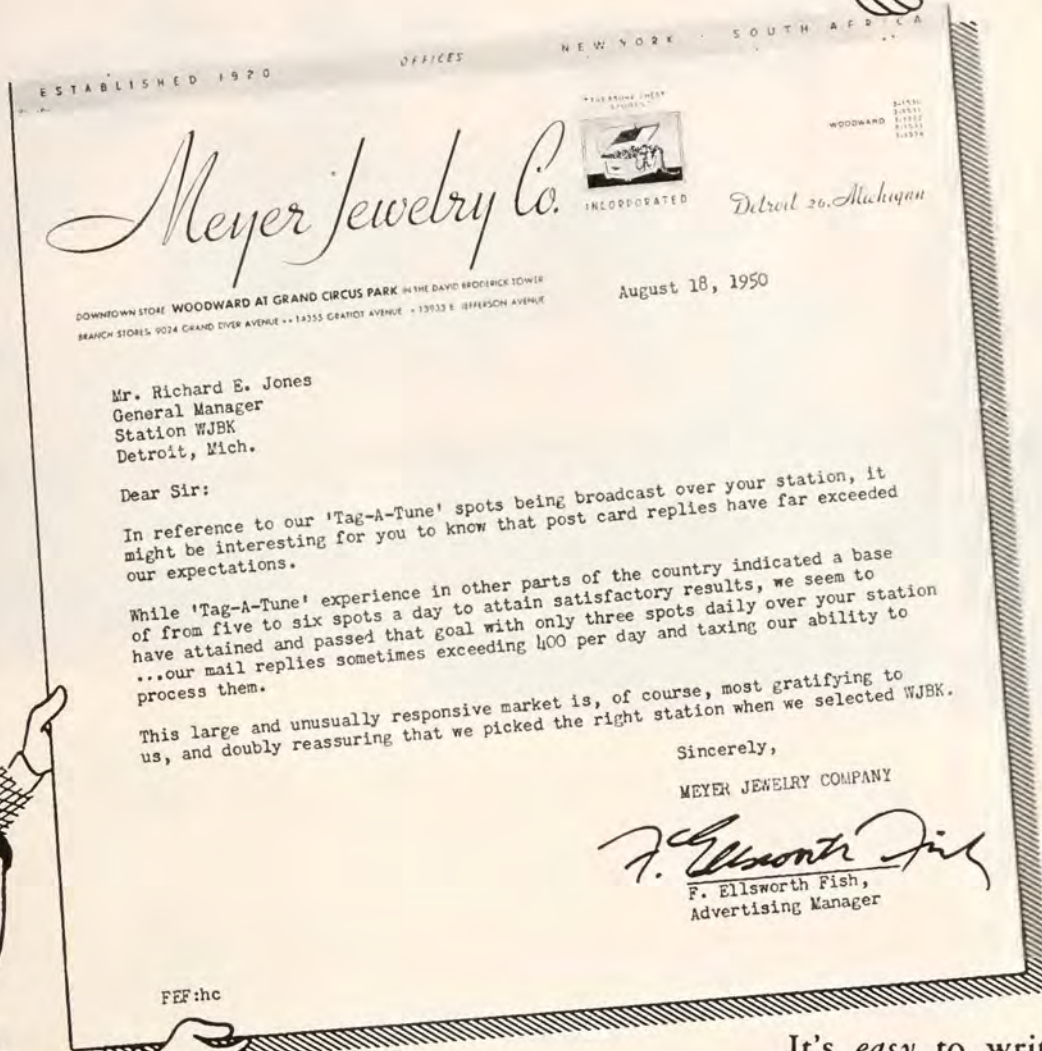 ESTABLISHED 1920 OFFICES NEW YORK · SOUTH AFRICA
"TREASURE CHEST
WOODWARD
Meyer Jewelry Co.
INCORPORATED
Detroit 26, Michigan
DOWNTOWN STORE WOODWARD AT GRAND CIRCUS PARK IN THE DAVID BRODERICK TOWER
BRANCH STORES: 9024 GRAND RIVER AVENUE •• 14355 GRATIOT AVENUE • 13933 E. JEFFERSON AVENUE
August 18, 1950
Mr. Richard E. Jones
General Manager
Station WJBK
Detroit, Mich.
Dear Sir:
In reference to our 'Tag-A-Tune' spots being broadcast over your station, it
might be interesting for you to know that post card replies have far exceeded
our expectations.
While 'Tag-A-Tune' experience in other parts of the country indicated a base
of from five to six spots a day to attain satisfactory results, we seem to
have attained and passed that goal with only three spots daily over your station
...our mail replies sometimes exceeding 400 per day and taxing our ability to
process them.
This large and unusually responsive market is, of course, most gratifying to
us, and doubly reassuring that we picked the right station when we selected WJBK.
Sincerely,
MEYER JEWELRY COMPANY
F. Ellsworth Fish
F. Ellsworth Fish,
Advertising Manager
FEF:hc
It's easy to writ